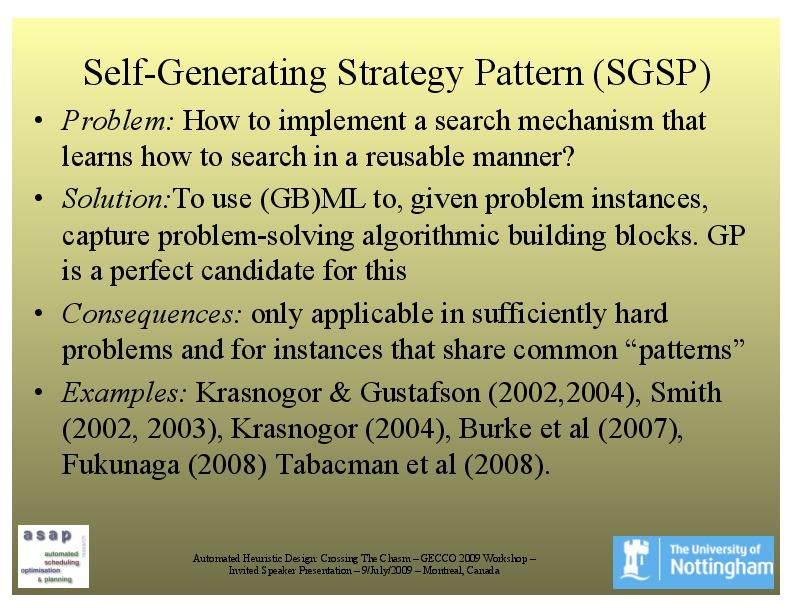 Self-Generating Strategy Pattern (SGSP)
• Problem: How to implement a search mechanism that
learns how to search in a reusable manner?
• Solution:To use (GB)ML to, given problem instances,
capture problem-solving algorithmic building blocks. GP
is a perfect candidate for this
• Consequences: only applicable in sufficiently hard
problems and for instances that share common “patterns”
• Examples: Krasnogor & Gustafson (2002,2004), Smith
(2002, 2003), Krasnogor (2004), Burke et al (2007),
Fukunaga (2008) Tabacman et al (2008).
asap
research
automated
scheduling
optimisation
& planning
Automated Heuristic Design: Crossing The Chasm – GECCO 2009 Workshop –
Invited Speaker Presentation – 9/July/2009 – Montreal, Canada
The University of
Nottingham